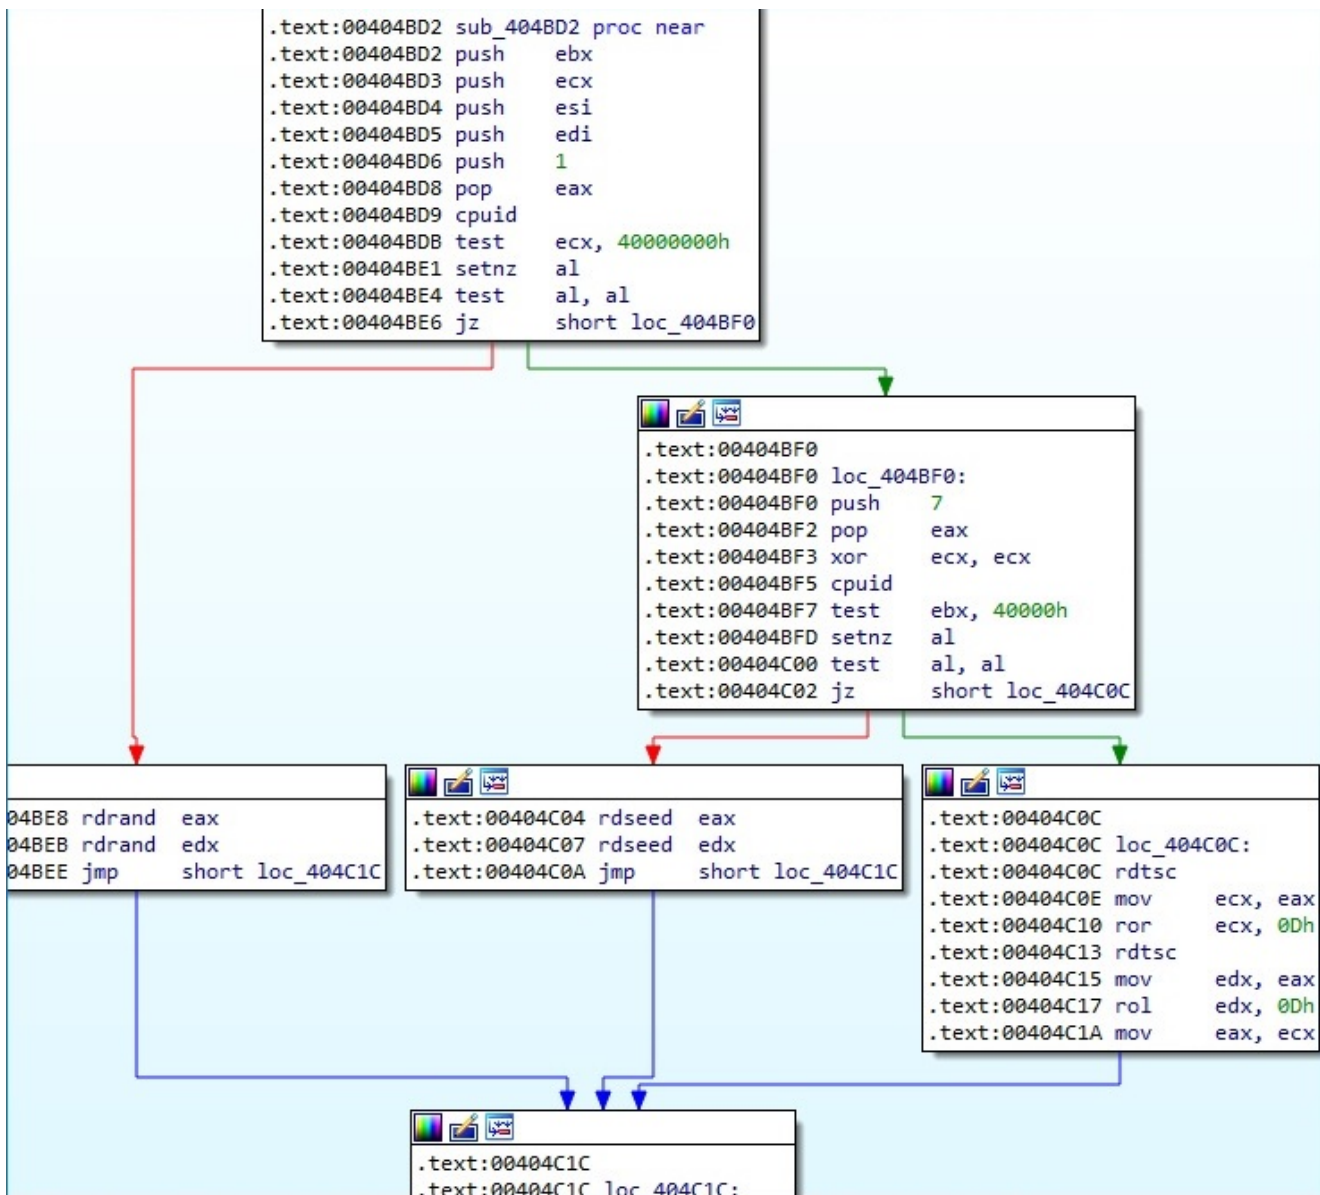 .text:00404BD2 sub_404BD2 proc near
.text:00404BD2 push ebx
.text:00404BD3 push ecx
.text:00404BD4 push esi
.text:00404BD5 push edi
.text:00404BD6 push 1
.text:00404BD8 pop eax
.text:00404BD9 cpuid
.text:00404BDB test ecx, 40000000h
.text:00404BE1 setnz al
.text:00404BE4 test al, al
.text:00404BE6 jz short loc_404BF0
.text:00404BF0
.text:00404BF0 loc_404BF0:
.text:00404BF0 push 7
.text:00404BF2 pop eax
.text:00404BF3 xor ecx, ecx
.text:00404BF5 cpuid
.text:00404BF7 test ebx, 40000h
.text:00404BFD setnz al
.text:00404C00 test al, al
.text:00404C02 jz short loc_404C0C
04BE8 rdrand eax
04BEB rdrand edx
04BEE jmp short loc_404C1C
.text:00404C04 rdseed eax
.text:00404C07 rdseed edx
.text:00404C0A jmp short loc_404C1C
.text:00404C0C
.text:00404C0C loc_404C0C:
.text:00404C0C rdtsc
.text:00404C0E mov ecx, eax
.text:00404C10 ror ecx, 0Dh
.text:00404C13 rdtsc
.text:00404C15 mov edx, eax
.text:00404C17 rol edx, 0Dh
.text:00404C1A mov eax, ecx
.text:00404C1C
.text:00404C1C loc_404C1C: